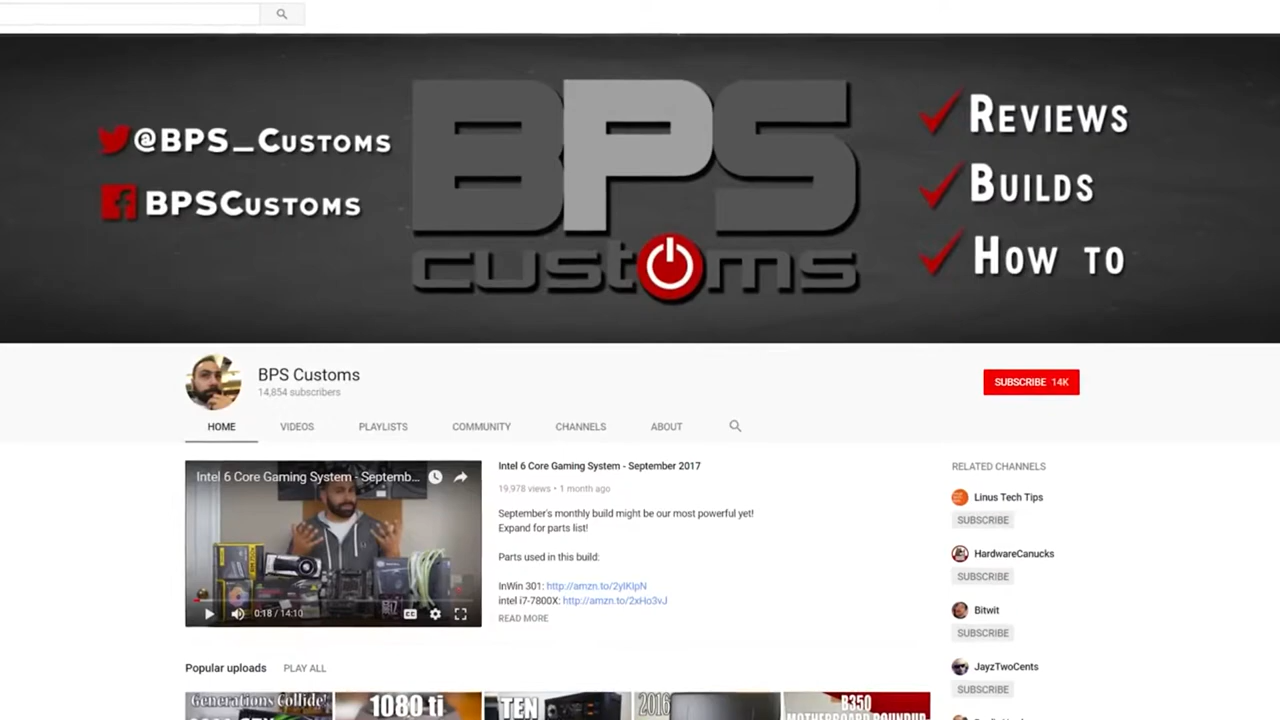 @BPS_Customs
BPSCustoms
BPS
customs
Reviews
Builds
How to
BPS Customs
14,854 subscribers
SUBSCRIBE 14K
HOME
VIDEOS
PLAYLISTS
COMMUNITY
CHANNELS
ABOUT
Intel 6 Core Gaming System - Septemb...
0:18 / 14:10
Intel 6 Core Gaming System - September 2017
19,978 views • 1 month ago
September's monthly build might be our most powerful yet!
Expand for parts list!
Parts used in this build:
InWin 301: http://amzn.to/2yIKIpN
intel i7-7800X: http://amzn.to/2xHo3vJ
READ MORE
RELATED CHANNELS
Linus Tech Tips
SUBSCRIBE
HardwareCanucks
SUBSCRIBE
Bitwit
SUBSCRIBE
JayzTwoCents
SUBSCRIBE
Popular uploads
PLAY ALL
Generations Collide!
1080 ti
TEN
2016
B350
MOTHERBOARD ROUNDUP